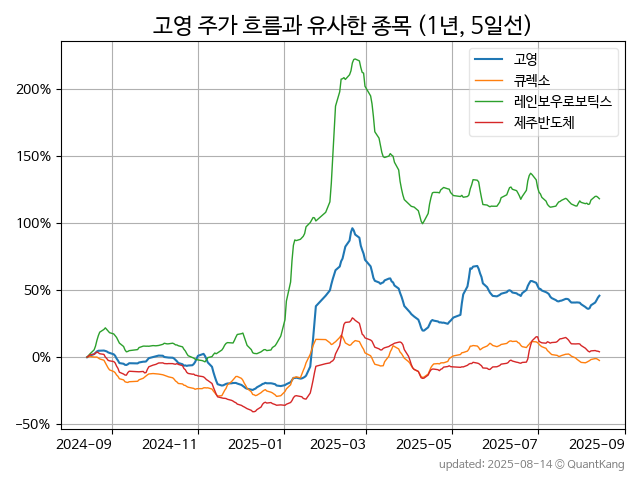 고영 주가 흐름과 유사한 종목 (1년, 5일선)
고영
큐렉소
레인보우로보틱스
제주반도체
200%
150%
100%
50%
0%
−50%
2024-09 2024-11 2025-01 2025-03 2025-05 2025-07 2025-09
updated: 2025-08-14 © QuantKang